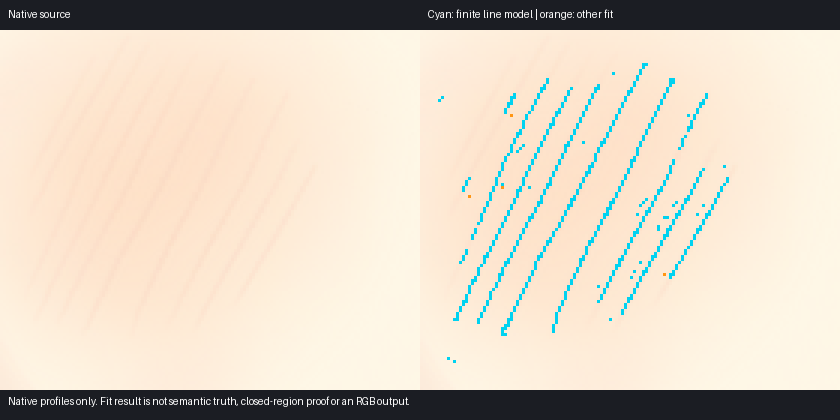 Native source
Cyan: finite line model | orange: other fit
Native profiles only. Fit result is not semantic truth, closed-region proof or an RGB output.